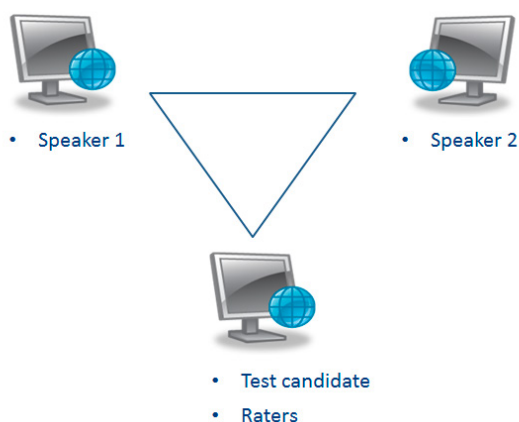 • Speaker 1
• Speaker 2
• Test candidate
• Raters